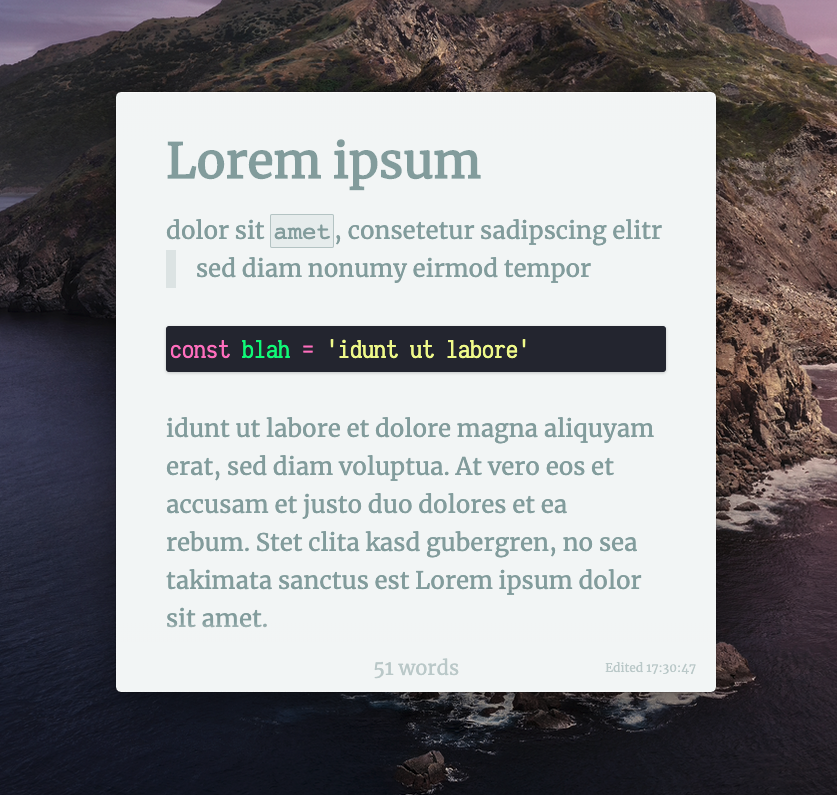 Lorem ipsum
dolor sit amet, consetetur sadipscing elitr
sed diam nonumy eirmod tempor
const blah = 'idunt ut labore'
idunt ut labore et dolore magna aliquyam
erat, sed diam voluptua. At vero eos et
accusam et justo duo dolores et ea
rebum. Stet clita kasd gubergren, no sea
takimata sanctus est Lorem ipsum dolor
sit amet.
51 words
Edited 17:30:47